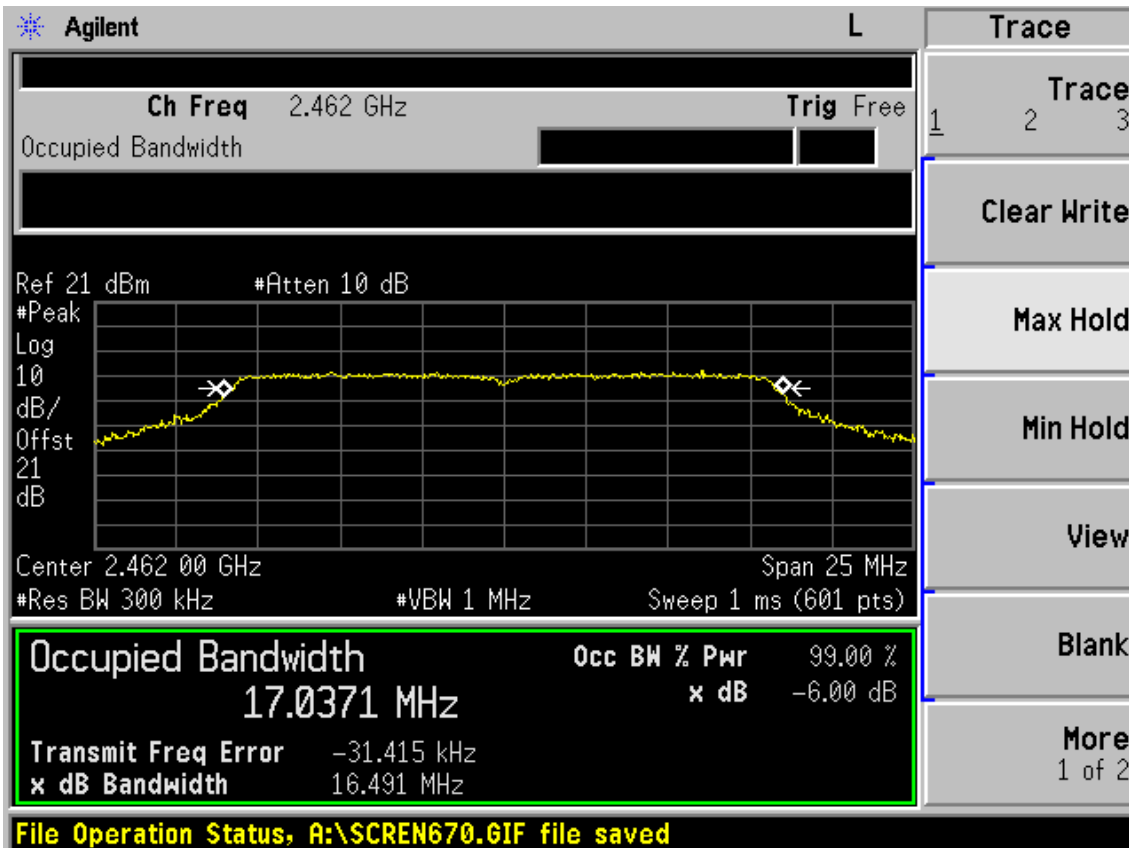 Agilent L Trace
Ch Freq 2.462 GHz Trig Free
Occupied Bandwidth
Trace
1 2 3
Clear Write
Max Hold
Min Hold
View
Blank
More
1 of 2
Ref 21 dBm #Atten 10 dB
#Peak
Log
10
dB/
Offst
21
dB
Center 2.462 00 GHz Span 25 MHz
#Res BW 300 kHz #VBW 1 MHz Sweep 1 ms (601 pts)
Occupied Bandwidth
17.0371 MHz
Occ BW % Pwr 99.00 %
x dB -6.00 dB
Transmit Freq Error -31.415 kHz
x dB Bandwidth 16.491 MHz
File Operation Status, A:\SCREN670.GIF file saved